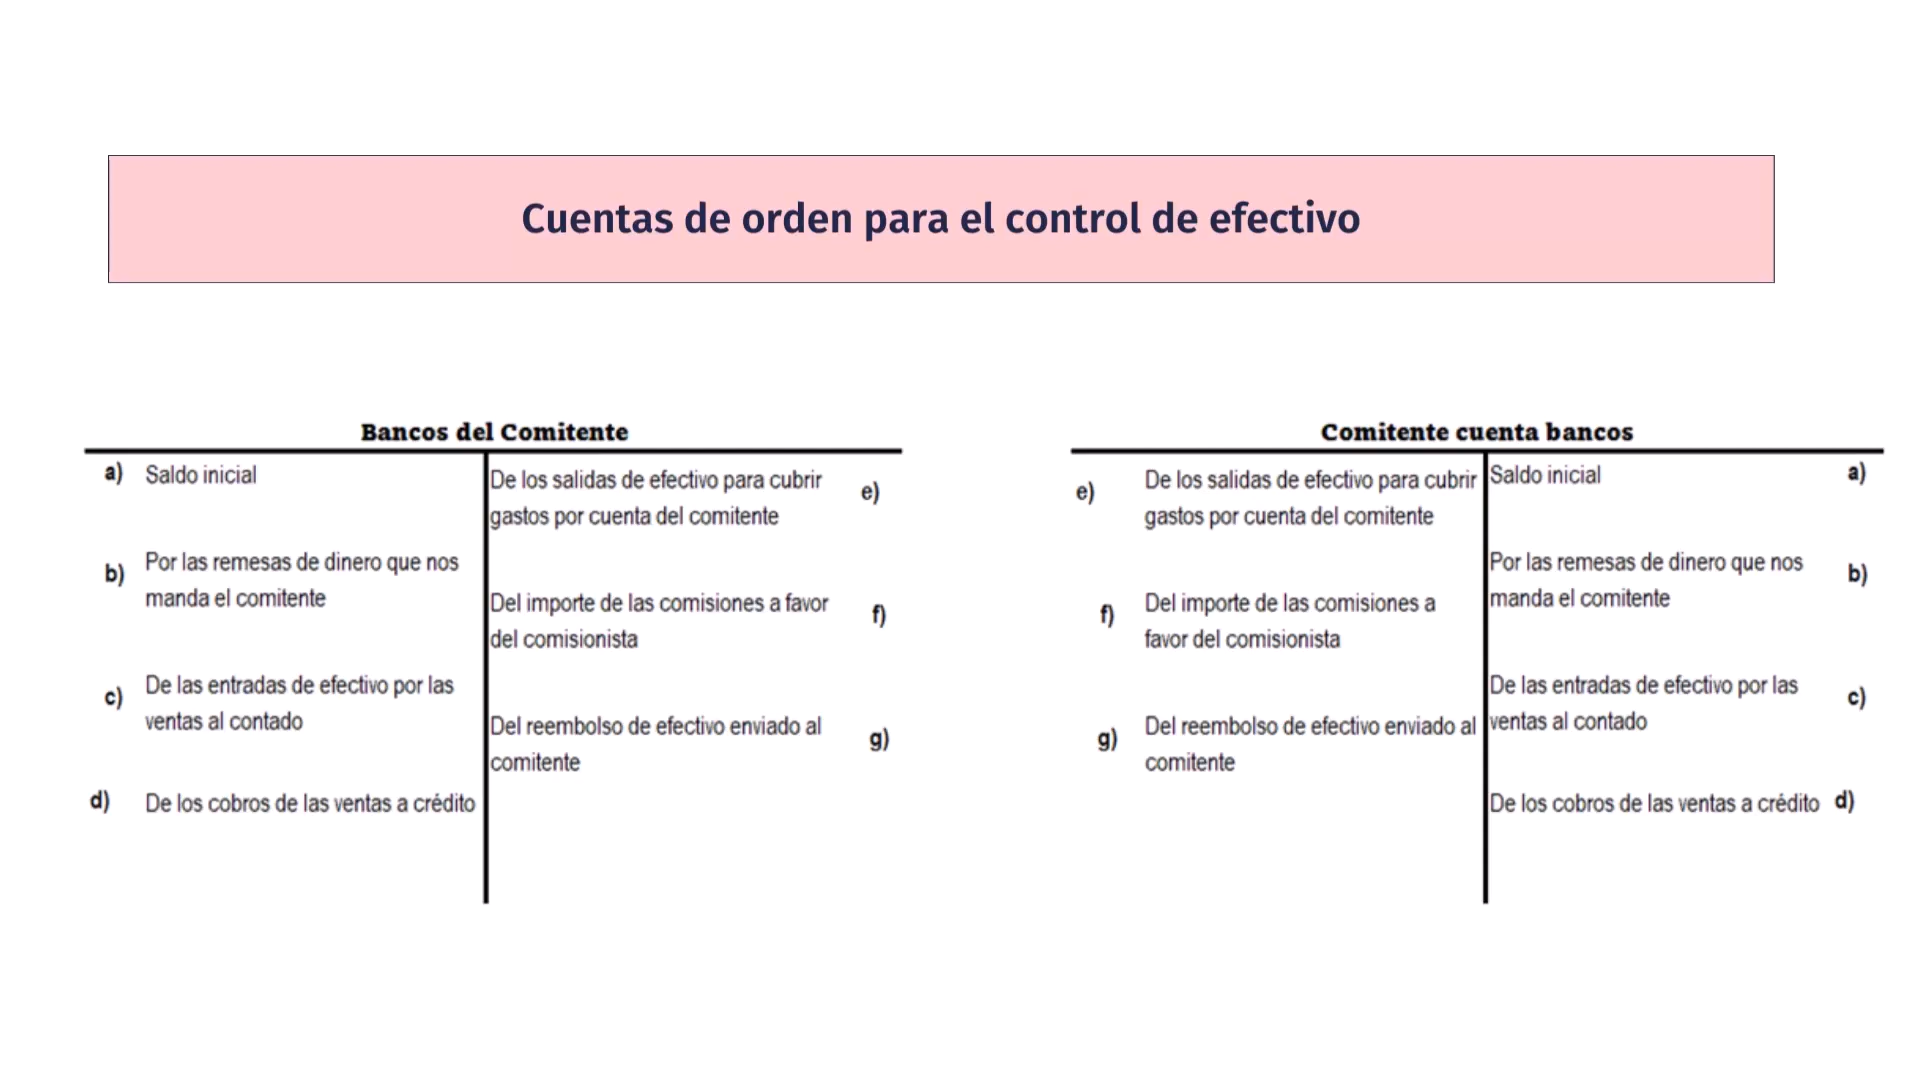 Cuentas de orden para el control de efectivo
Bancos del Comitente
a) Saldo inicial
b) Por las remesas de dinero que nos
manda el comitente
c) De las entradas de efectivo por las
ventas al contado
d) De los cobros de las ventas a crédito
De los salidas de efectivo para cubrir e)
gastos por cuenta del comitente
Del importe de las comisiones a favor f)
del comisionista
Del reembolso de efectivo enviado al g)
comitente
Comitente cuenta bancos
e) De los salidas de efectivo para cubrir
gastos por cuenta del comitente
f) Del importe de las comisiones a
favor del comisionista
g) Del reembolso de efectivo enviado al
comitente
Saldo inicial a)
Por las remesas de dinero que nos b)
manda el comitente
De las entradas de efectivo por las c)
ventas al contado
De los cobros de las ventas a crédito d)